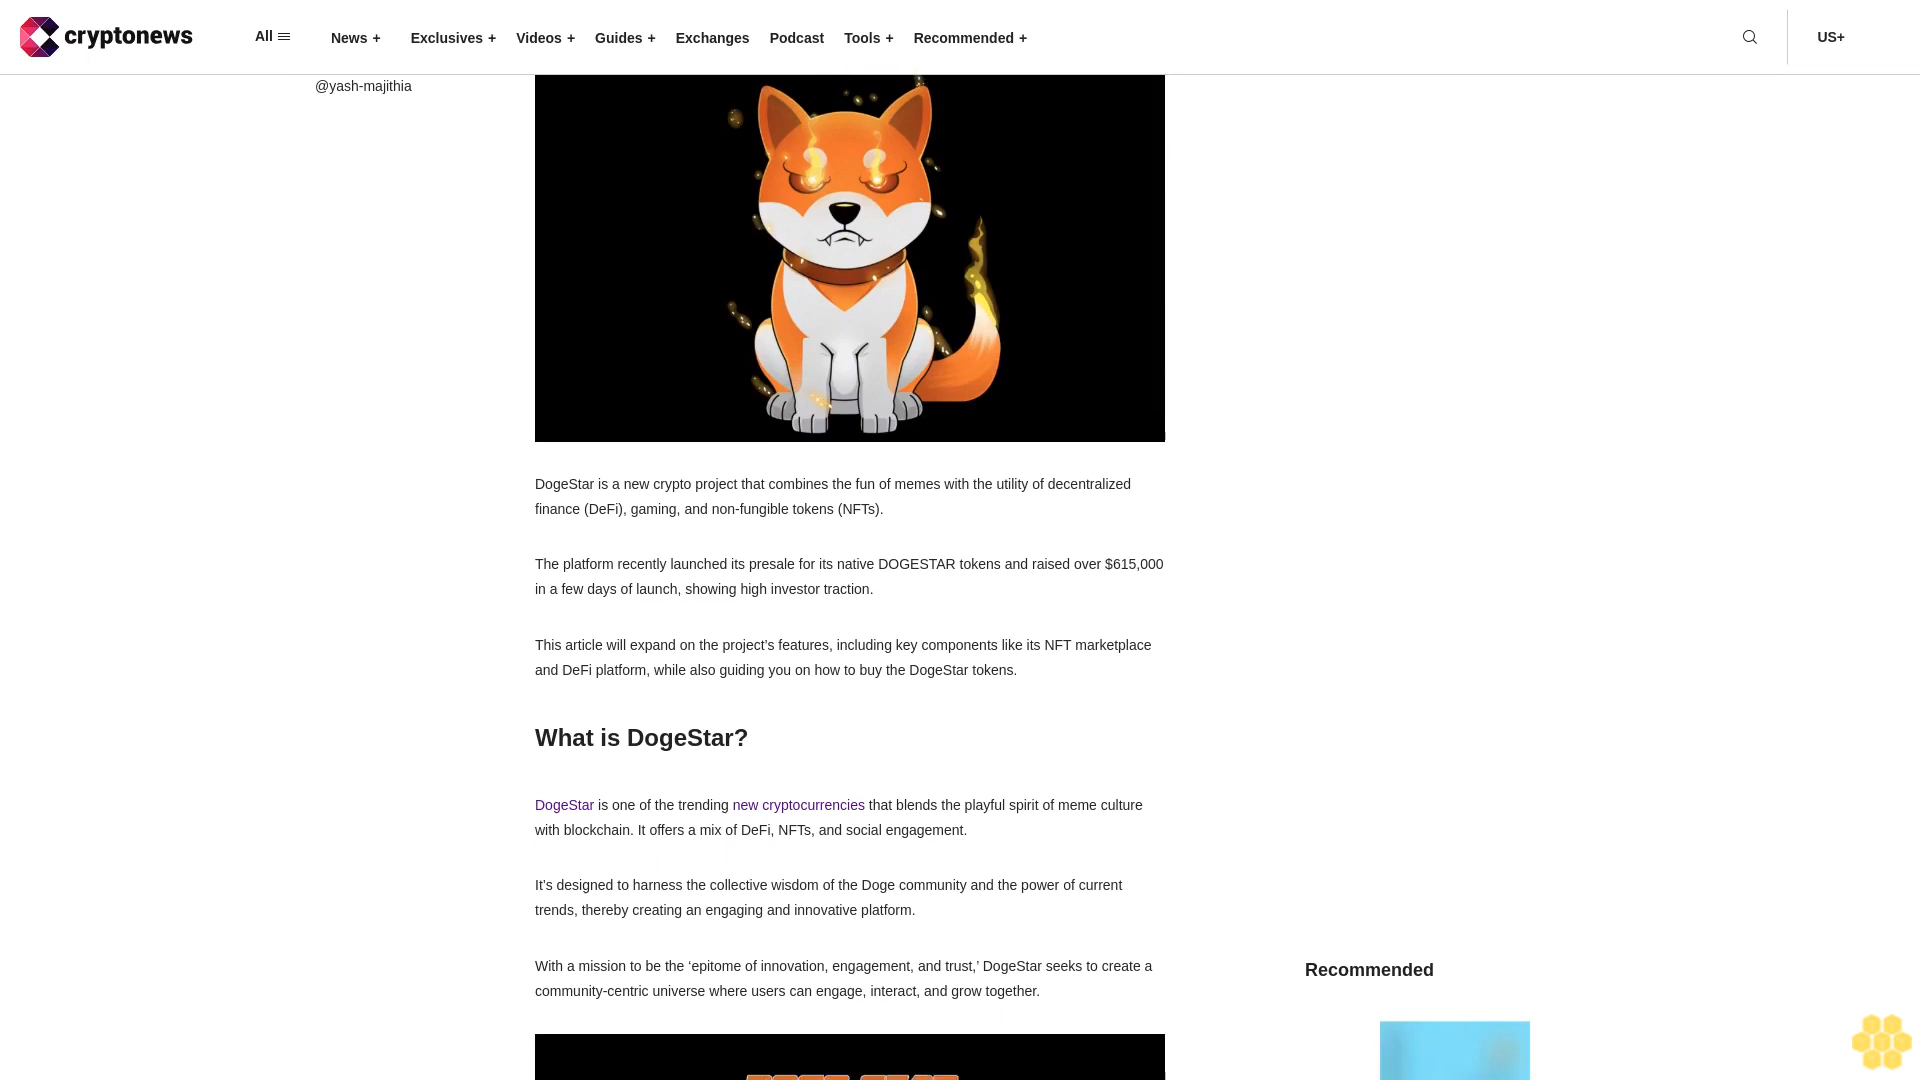 cryptonews
All
News +
Exclusives +
Videos +
Guides +
Exchanges
Podcast
Tools +
Recommended +
US+
@yash-majithia
DogeStar is a new crypto project that combines the fun of memes with the utility of decentralized
finance (DeFi), gaming, and non-fungible tokens (NFTs).
The platform recently launched its presale for its native DOGESTAR tokens and raised over $615,000
in a few days of launch, showing high investor traction.
This article will expand on the project’s features, including key components like its NFT marketplace
and DeFi platform, while also guiding you on how to buy the DogeStar tokens.
What is DogeStar?
DogeStar is one of the trending new cryptocurrencies that blends the playful spirit of meme culture
with blockchain. It offers a mix of DeFi, NFTs, and social engagement.
It’s designed to harness the collective wisdom of the Doge community and the power of current
trends, thereby creating an engaging and innovative platform.
With a mission to be the ‘epitome of innovation, engagement, and trust,’ DogeStar seeks to create a
community-centric universe where users can engage, interact, and grow together.
Recommended